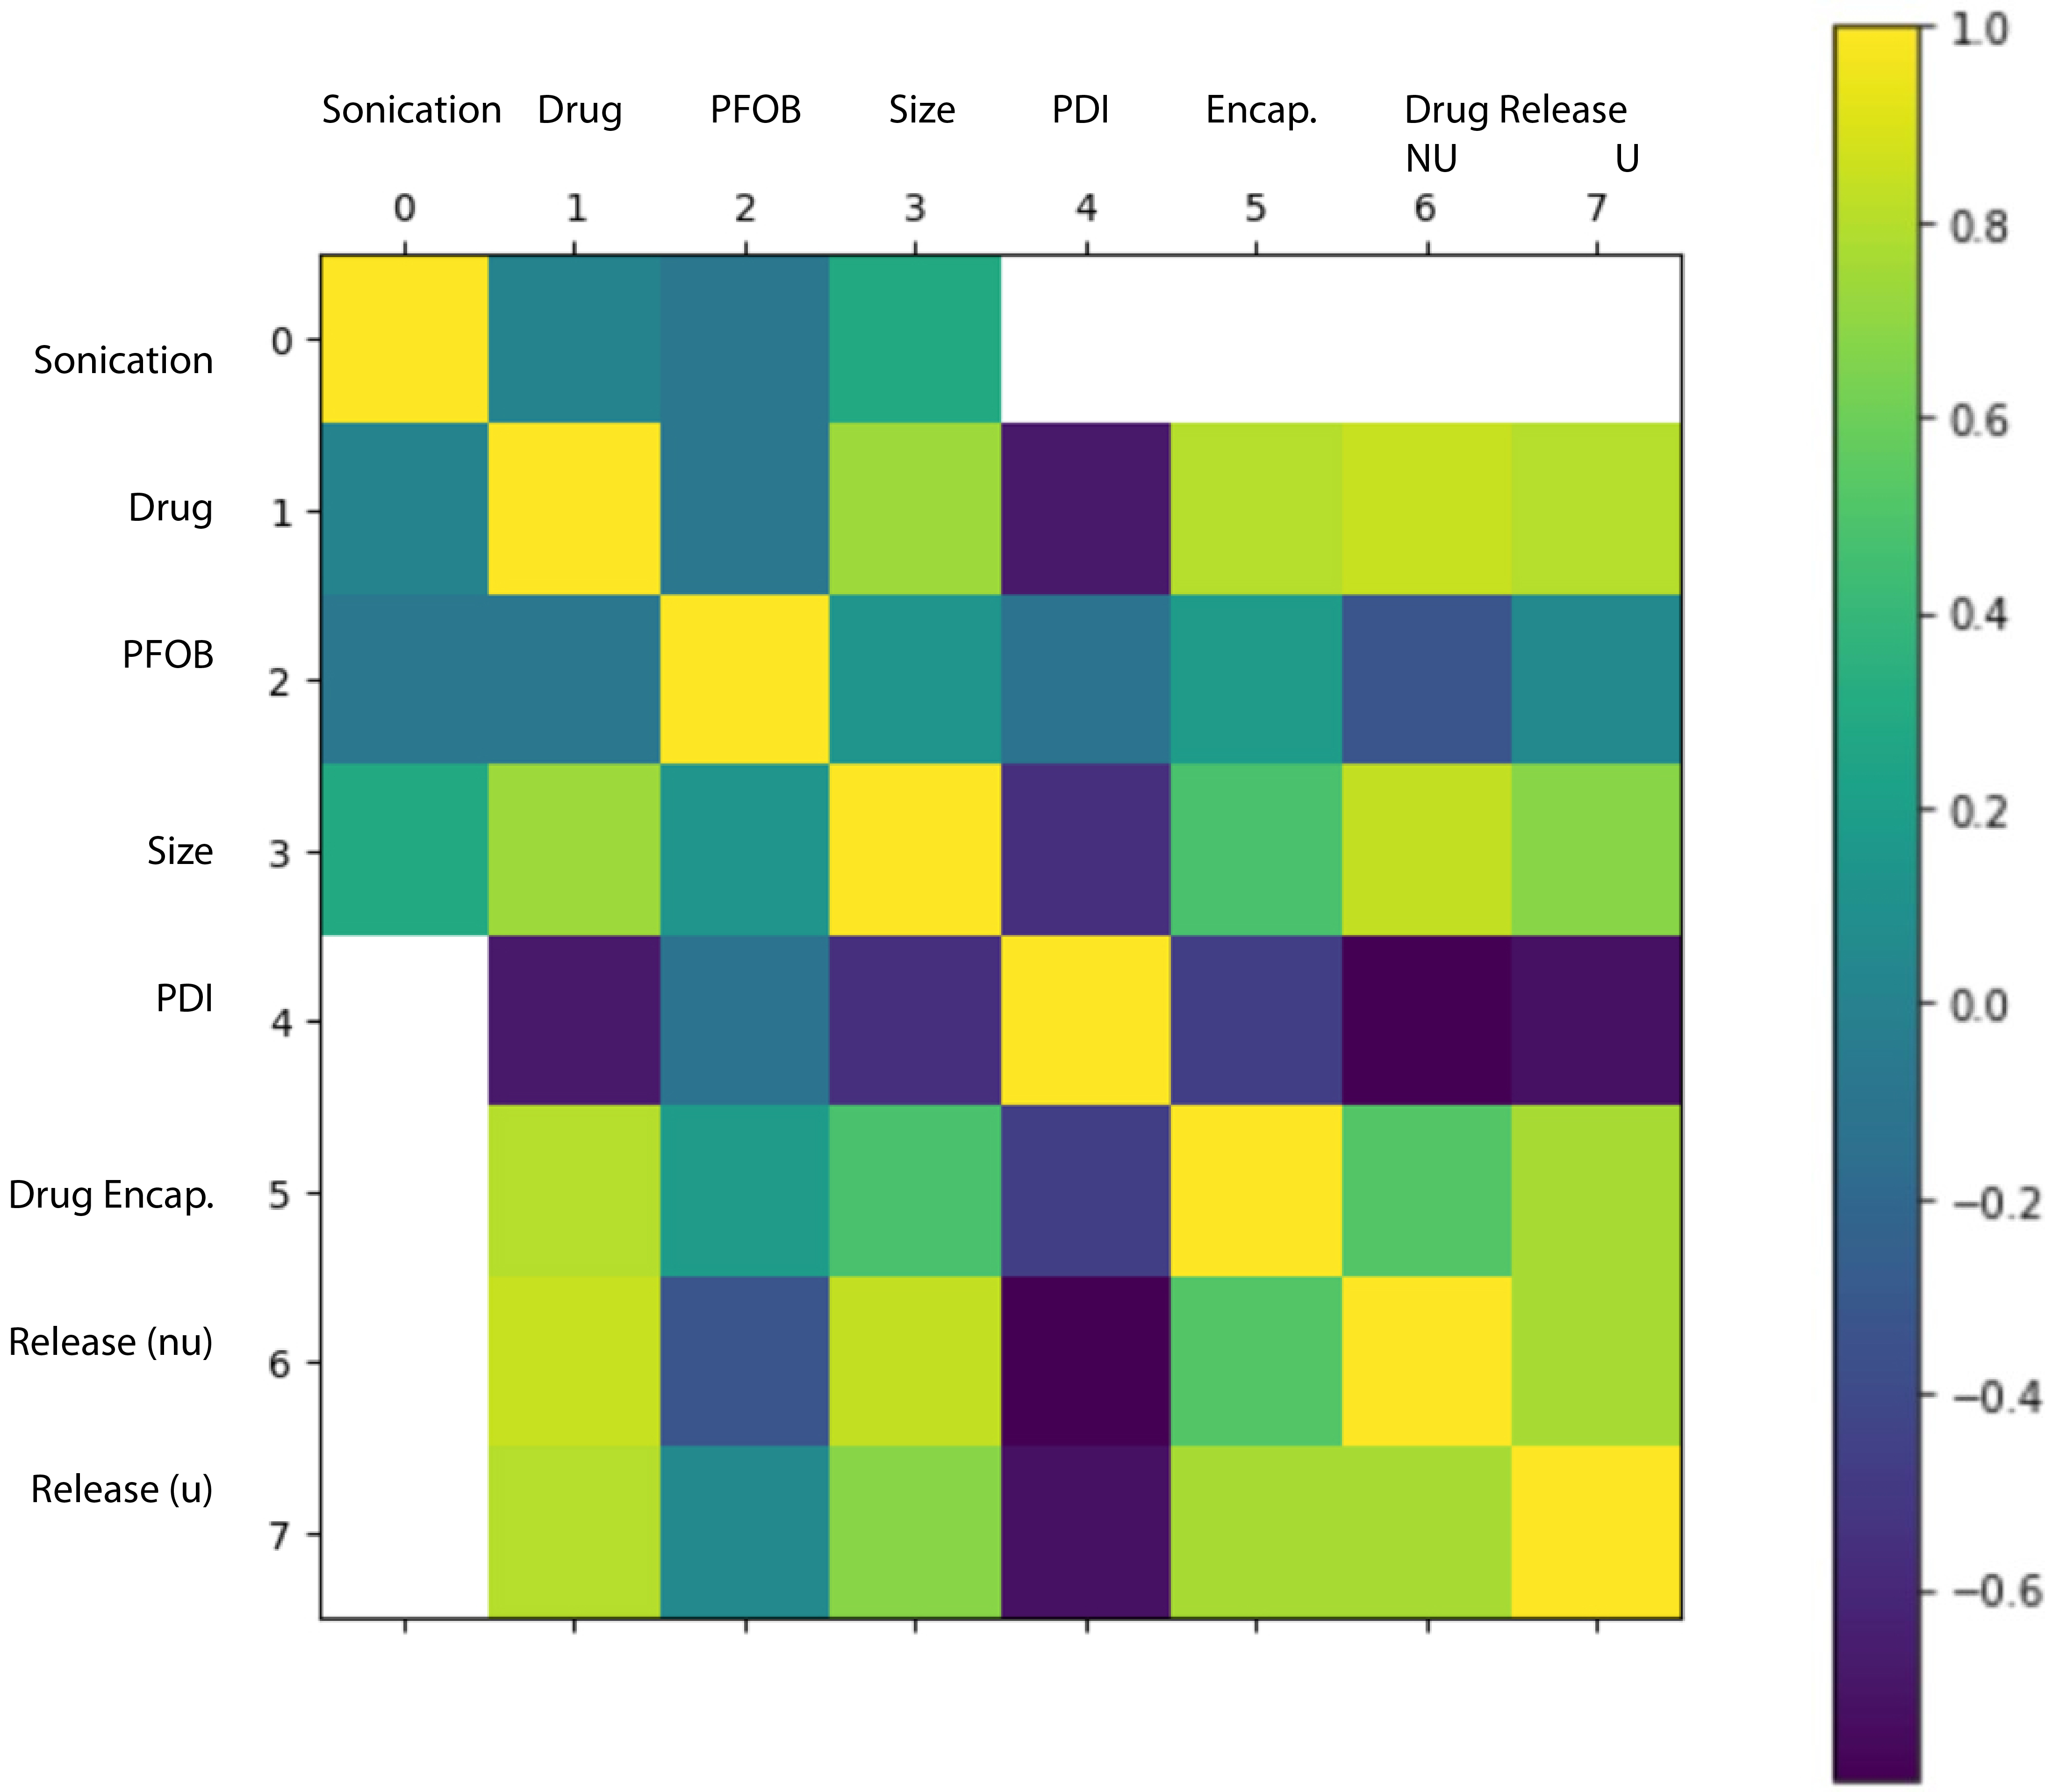 1.0
Sonication Drug PFOB Size PDI Encap. Drug Release
NU U
0 1 2 3 4 5 6 7
0.8
Sonication 0
0.6
Drug 1
0.4
PFOB 2
0.2
Size 3
0.0
PDI 4
Drug Encap. 5
−0.2
Release (nu) 6
−0.4
Release (u) 7
−0.6